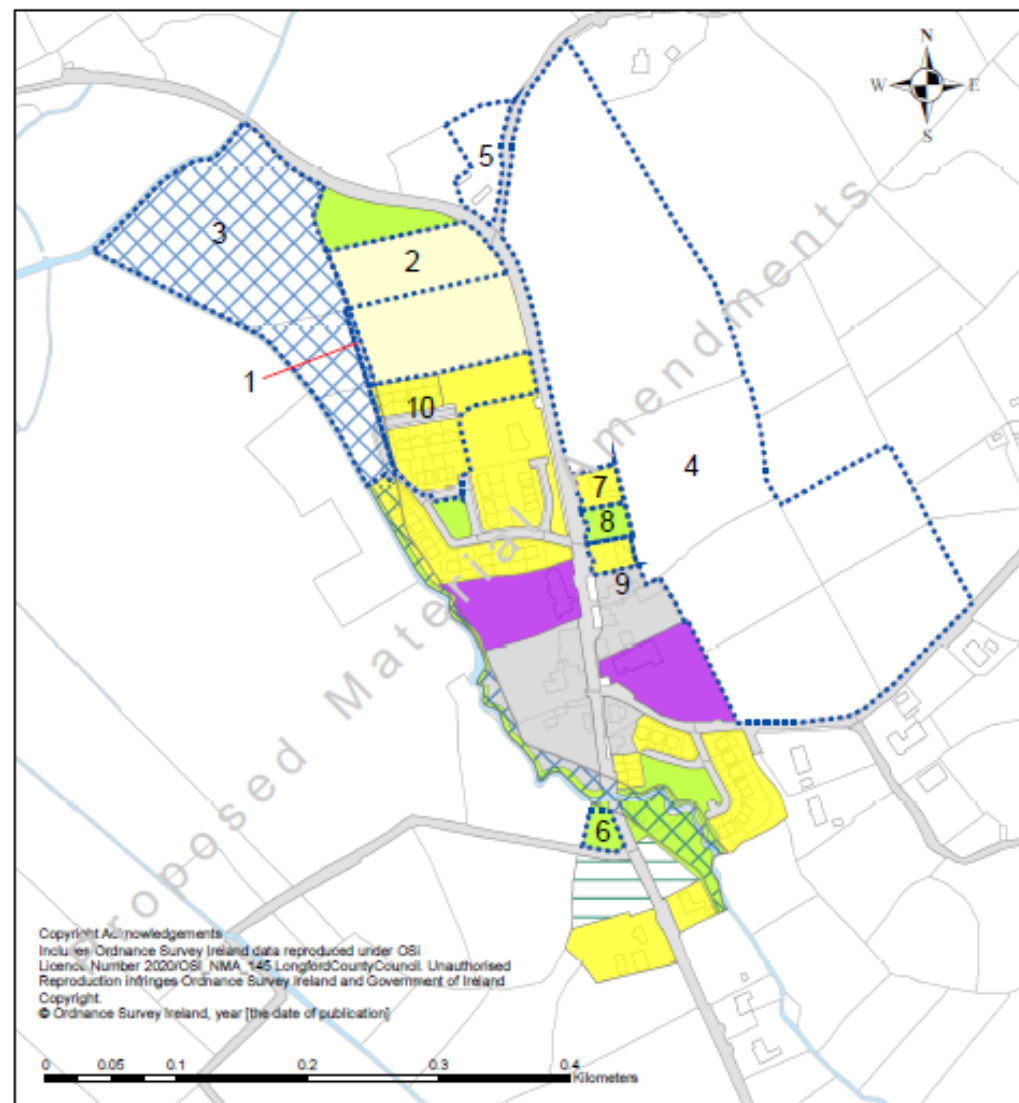 N
W E
S
5
3
2
1
10
4
7
8
9
6
Proposed Material Amendments
Copyright Acknowledgements
Includes Ordnance Survey Ireland data reproduced under OSi
Licence Number 2020/OSi_NMA_145 LongfordCountyCouncil. Unauthorised
Reproduction infringes Ordnance Survey Ireland and Government of Ireland
Copyright.
© Ordnance Survey Ireland, year [the date of publication]
0 0.05 0.1 0.2 0.3 0.4
Kilometers